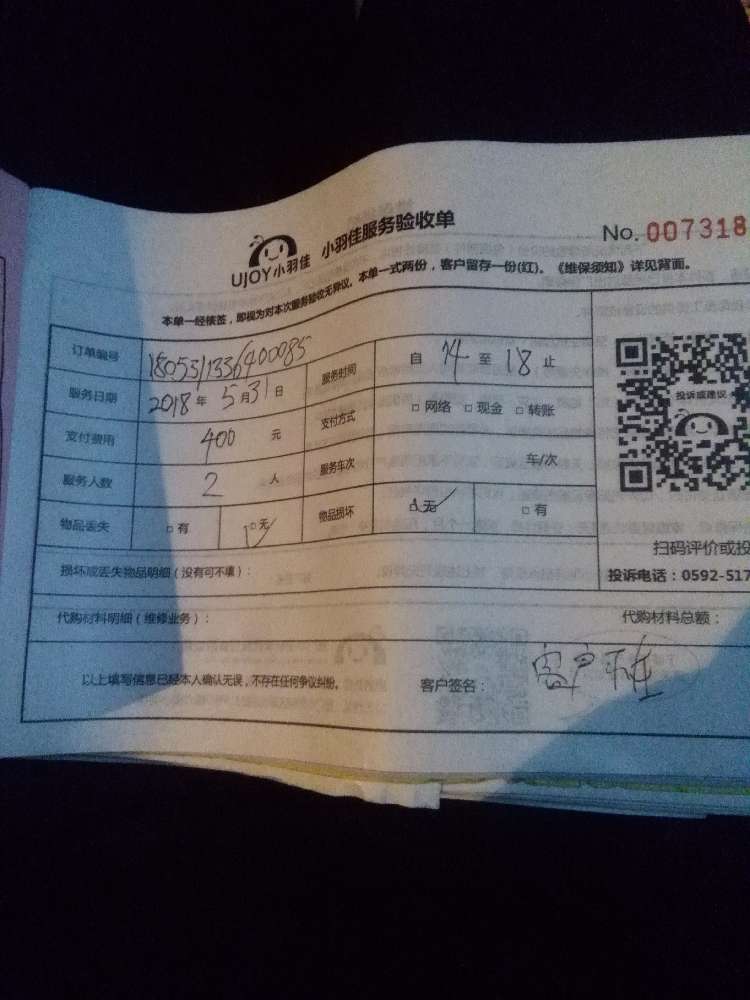 UJOY小羽佳 小羽佳服务验收单 No. 007318
本单一经核签，即视为对本次服务验收无异议。本单一式两份，客户留存一份(红)。《维保须知》详见背面。
订单编号 1805311336400085 服务时间 自 14 至 18 止
服务日期 2018 年 5 月 31 日 支付方式 □ 网络 □ 现金 □ 转账
支付费用 400 元 服务车次 车/次
服务人数 2 人
物品丢失 □ 有 □ 无 ✓ 物品损坏 □ 无 ✓ □ 有
投诉或建议
扫码评价或投
投诉电话：0592-517
损坏或丢失物品明细（没有可不填）：
代购材料明细（维修业务）： 代购材料总额：
以上填写信息已经本人确认无误，不存在任何争议纠纷。 客户签名： 客户不在